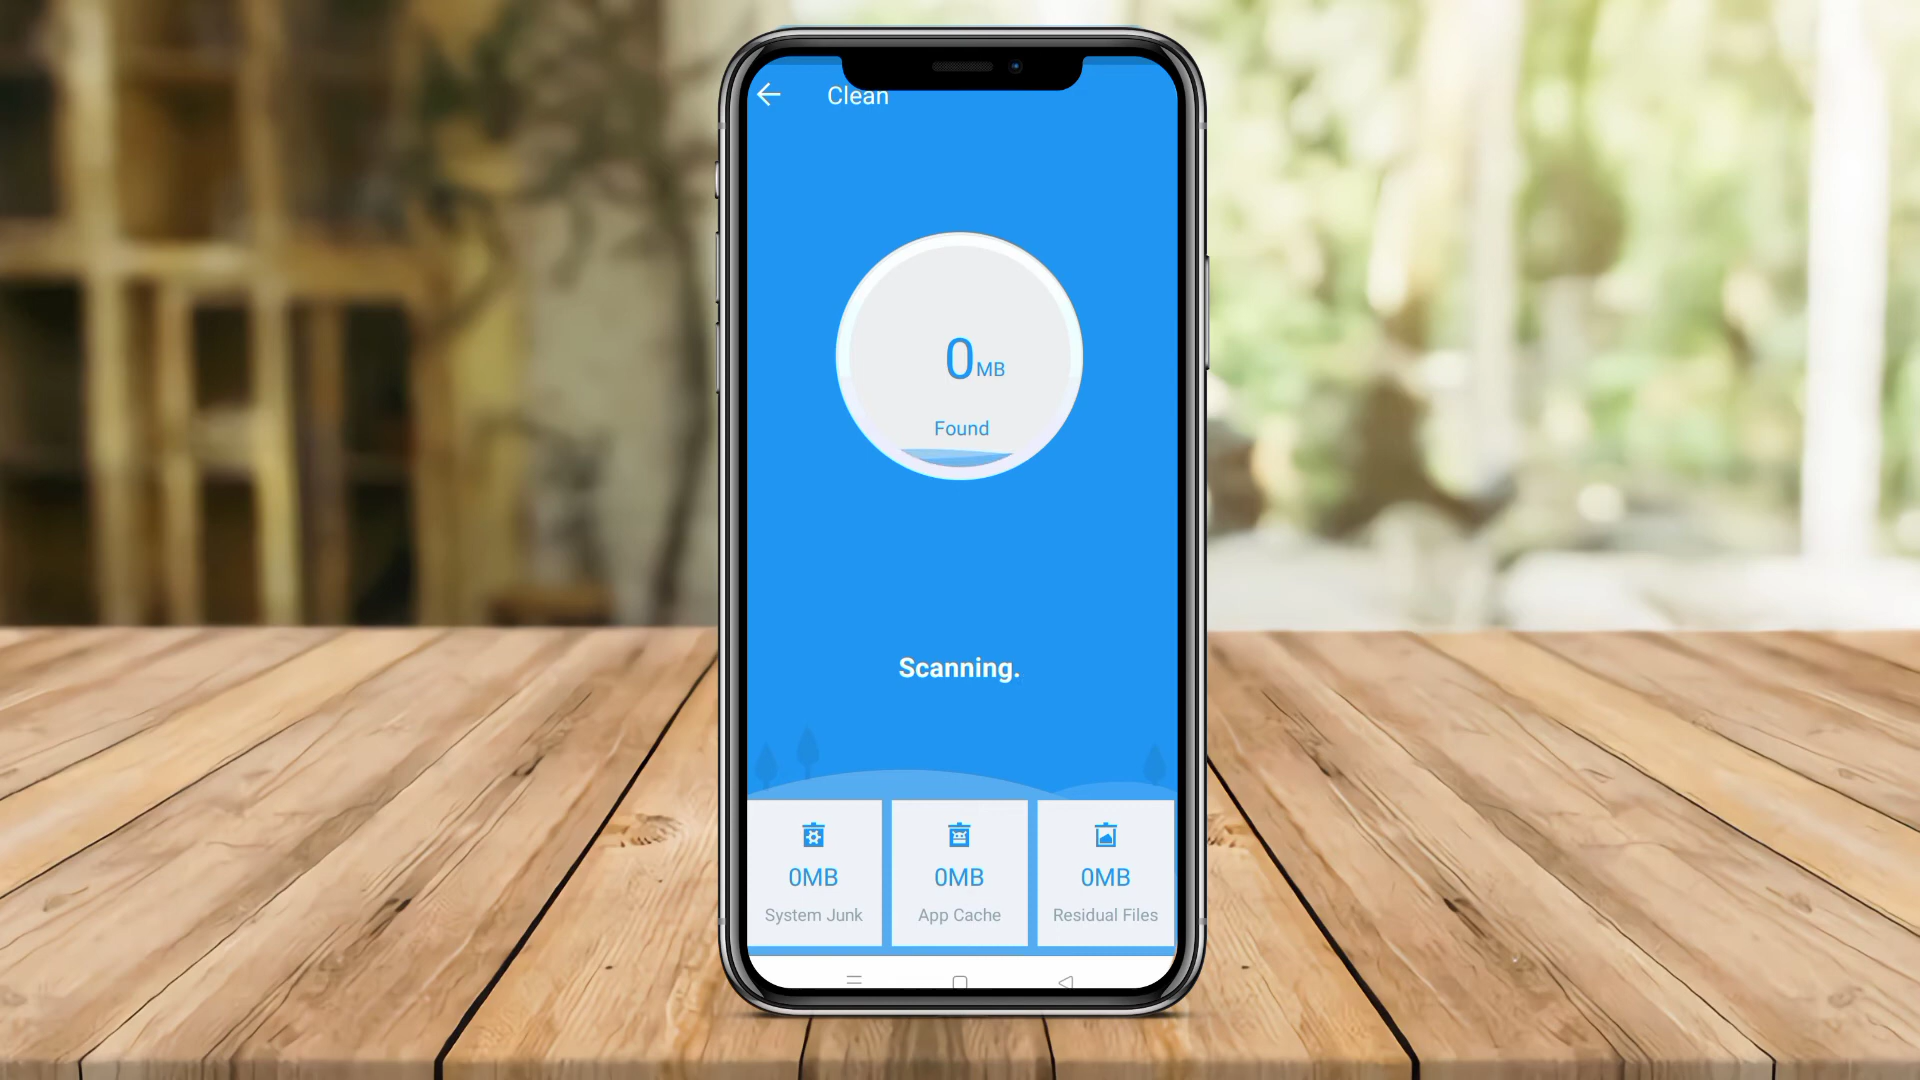 Clean
0MB
Found
Scanning.
0MB
System Junk
0MB
App Cache
0MB
Residual Files